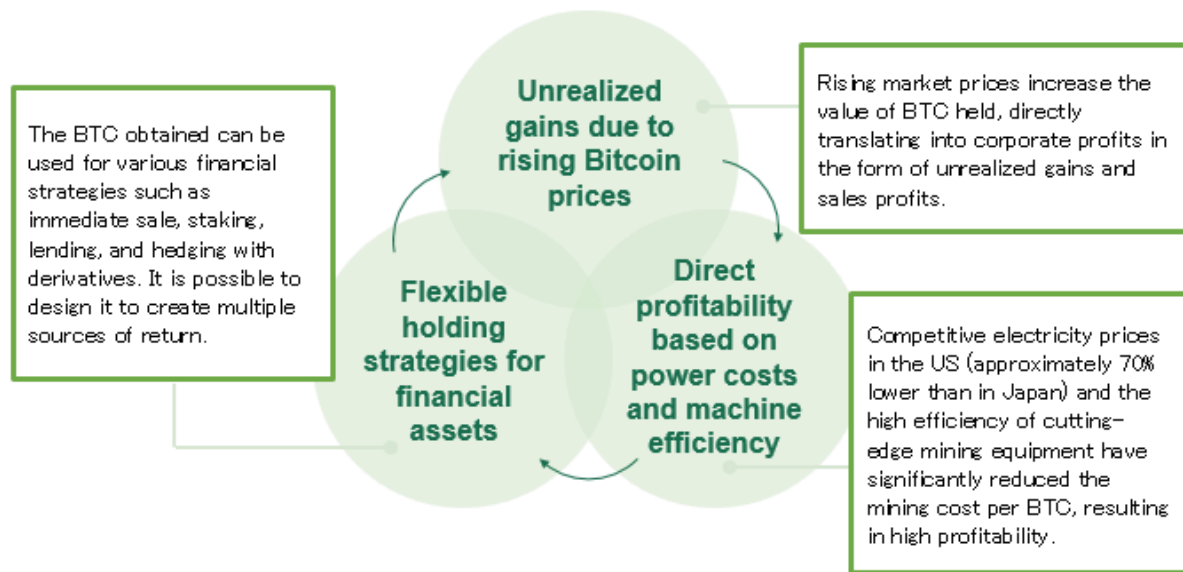 Unrealized
gains due to
rising Bitcoin
prices
Rising market prices increase the
value of BTC held, directly
translating into corporate profits in
the form of unrealized gains and
sales profits.
The BTC obtained can be
used for various financial
strategies such as
immediate sale, staking,
lending, and hedging with
derivatives. It is possible to
design it to create multiple
sources of return.
Flexible
holding
strategies for
financial
assets
Direct
profitability
based on
power costs
and machine
efficiency
Competitive electricity prices
in the US (approximately 70%
lower than in Japan) and the
high efficiency of cutting-
edge mining equipment have
significantly reduced the
mining cost per BTC, resulting
in high profitability.